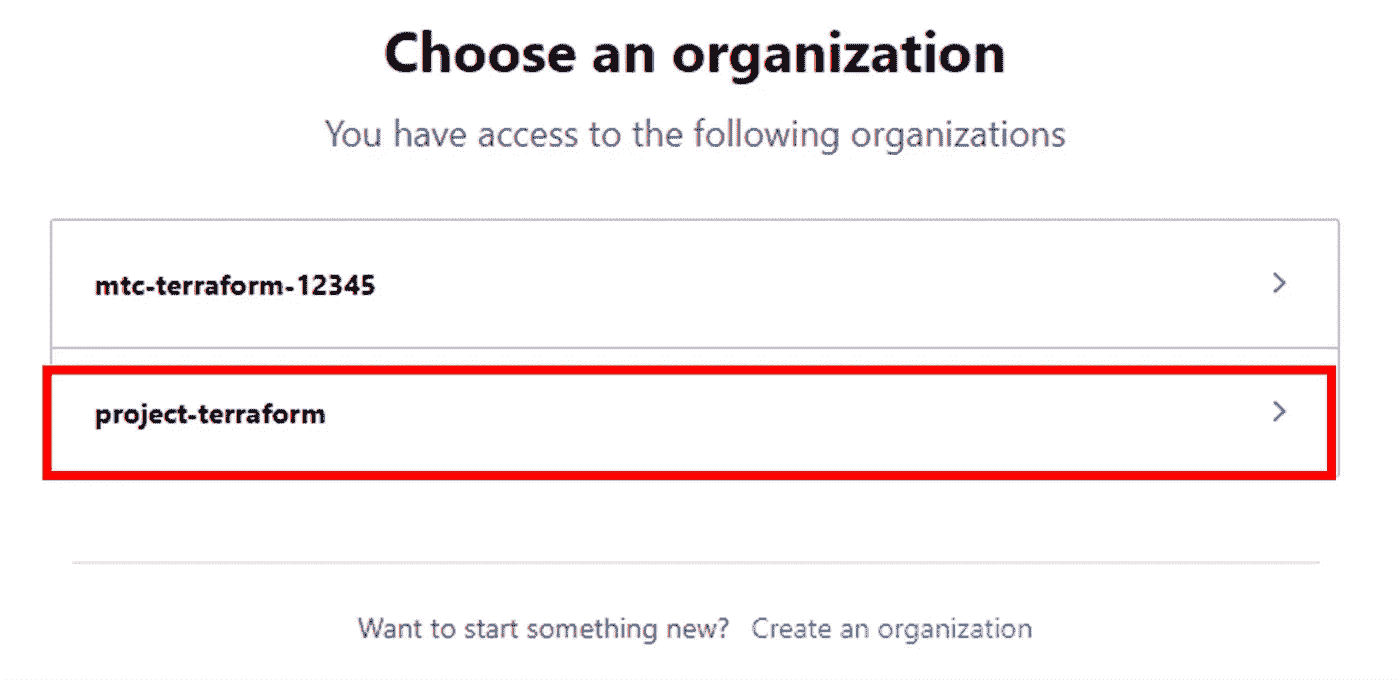 Choose an organization
You have access to the following organizations
mtc-terraform-12345
project-terraform
Want to start something new? Create an organization